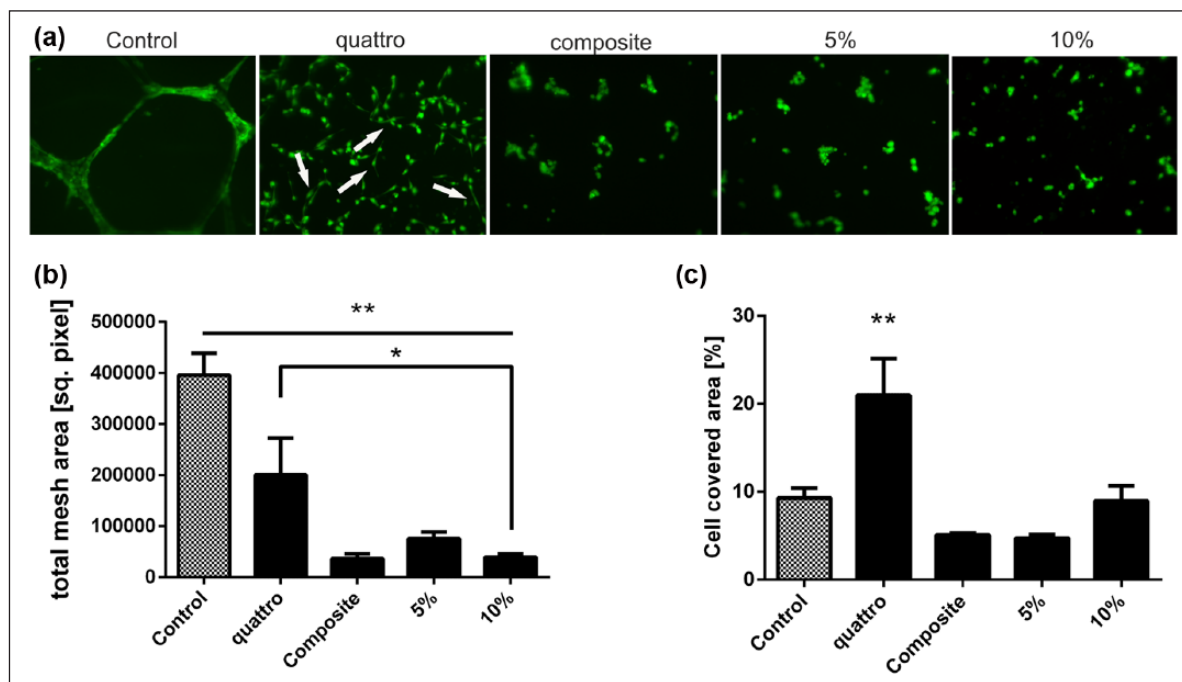 (a)
Control
quattro
composite
5%
10%
(b)
total mesh area [sq. pixel]
500000
400000
300000
200000
100000
0
**
*
Control
quattro
Composite
5%
10%
(c)
Cell covered area [%]
30
20
10
0
**
Control
quattro
Composite
5%
10%